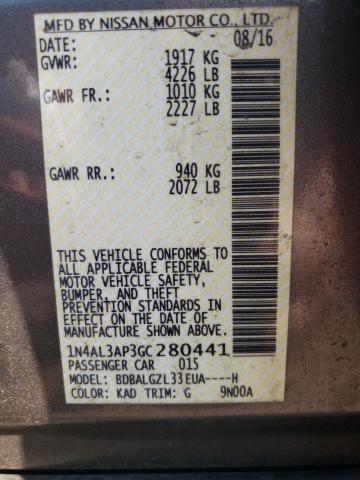 MFD BY NISSAN MOTOR CO., LTD.
DATE: 08/16
GVWR: 1917 KG
4226 LB
GAWR FR.: 1010 KG
2227 LB
GAWR RR.: 940 KG
2072 LB
THIS VEHICLE CONFORMS TO
ALL APPLICABLE FEDERAL
MOTOR VEHICLE SAFETY,
BUMPER, AND THEFT
PREVENTION STANDARDS IN
EFFECT ON THE DATE OF
MANUFACTURE SHOWN ABOVE.
1N4AL3AP3GC280441
PASSENGER CAR 015
MODEL: BDBALGZL33EUA----H
COLOR: KAD TRIM: G 9N00A